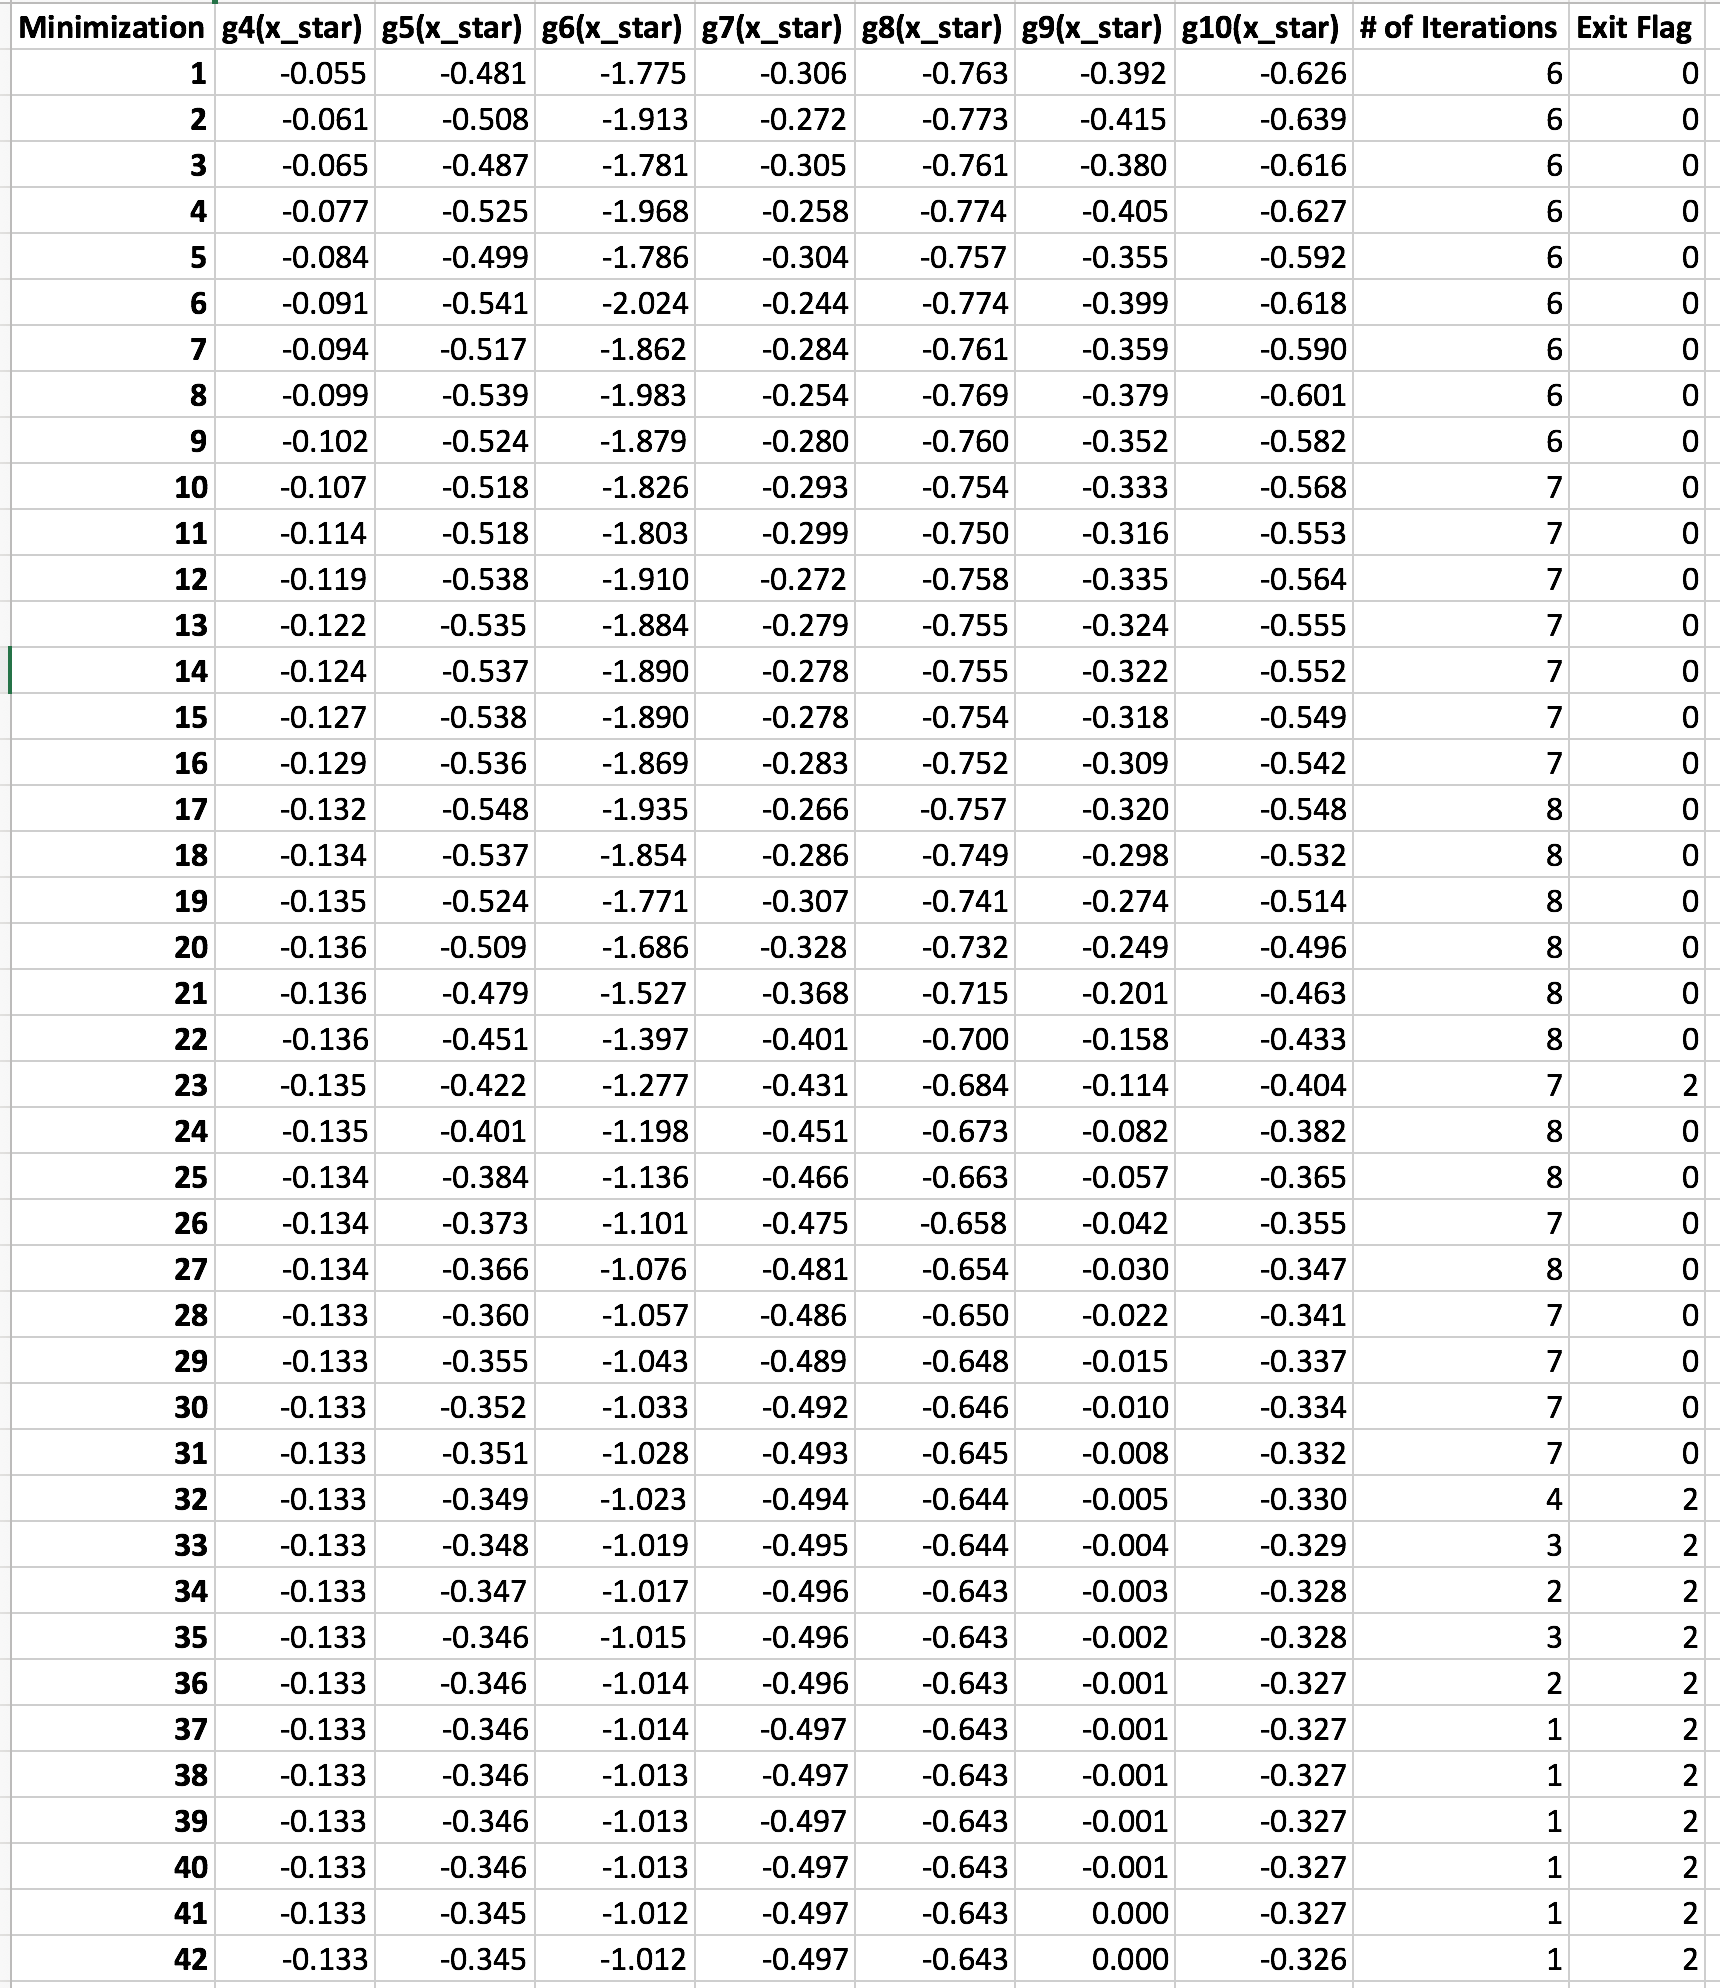 Minimization g4(x_star) g5(x_star) g6(x_star) g7(x_star) g8(x_star) g9(x_star) g10(x_star) # of Iterations Exit Flag
1 -0.055 -0.481 -1.775 -0.306 -0.763 -0.392 -0.626 6 0
2 -0.061 -0.508 -1.913 -0.272 -0.773 -0.415 -0.639 6 0
3 -0.065 -0.487 -1.781 -0.305 -0.761 -0.380 -0.616 6 0
4 -0.077 -0.525 -1.968 -0.258 -0.774 -0.405 -0.627 6 0
5 -0.084 -0.499 -1.786 -0.304 -0.757 -0.355 -0.592 6 0
6 -0.091 -0.541 -2.024 -0.244 -0.774 -0.399 -0.618 6 0
7 -0.094 -0.517 -1.862 -0.284 -0.761 -0.359 -0.590 6 0
8 -0.099 -0.539 -1.983 -0.254 -0.769 -0.379 -0.601 6 0
9 -0.102 -0.524 -1.879 -0.280 -0.760 -0.352 -0.582 6 0
10 -0.107 -0.518 -1.826 -0.293 -0.754 -0.333 -0.568 7 0
11 -0.114 -0.518 -1.803 -0.299 -0.750 -0.316 -0.553 7 0
12 -0.119 -0.538 -1.910 -0.272 -0.758 -0.335 -0.564 7 0
13 -0.122 -0.535 -1.884 -0.279 -0.755 -0.324 -0.555 7 0
14 -0.124 -0.537 -1.890 -0.278 -0.755 -0.322 -0.552 7 0
15 -0.127 -0.538 -1.890 -0.278 -0.754 -0.318 -0.549 7 0
16 -0.129 -0.536 -1.869 -0.283 -0.752 -0.309 -0.542 7 0
17 -0.132 -0.548 -1.935 -0.266 -0.757 -0.320 -0.548 8 0
18 -0.134 -0.537 -1.854 -0.286 -0.749 -0.298 -0.532 8 0
19 -0.135 -0.524 -1.771 -0.307 -0.741 -0.274 -0.514 8 0
20 -0.136 -0.509 -1.686 -0.328 -0.732 -0.249 -0.496 8 0
21 -0.136 -0.479 -1.527 -0.368 -0.715 -0.201 -0.463 8 0
22 -0.136 -0.451 -1.397 -0.401 -0.700 -0.158 -0.433 8 0
23 -0.135 -0.422 -1.277 -0.431 -0.684 -0.114 -0.404 7 2
24 -0.135 -0.401 -1.198 -0.451 -0.673 -0.082 -0.382 8 0
25 -0.134 -0.384 -1.136 -0.466 -0.663 -0.057 -0.365 8 0
26 -0.134 -0.373 -1.101 -0.475 -0.658 -0.042 -0.355 7 0
27 -0.134 -0.366 -1.076 -0.481 -0.654 -0.030 -0.347 8 0
28 -0.133 -0.360 -1.057 -0.486 -0.650 -0.022 -0.341 7 0
29 -0.133 -0.355 -1.043 -0.489 -0.648 -0.015 -0.337 7 0
30 -0.133 -0.352 -1.033 -0.492 -0.646 -0.010 -0.334 7 0
31 -0.133 -0.351 -1.028 -0.493 -0.645 -0.008 -0.332 7 0
32 -0.133 -0.349 -1.023 -0.494 -0.644 -0.005 -0.330 4 2
33 -0.133 -0.348 -1.019 -0.495 -0.644 -0.004 -0.329 3 2
34 -0.133 -0.347 -1.017 -0.496 -0.643 -0.003 -0.328 2 2
35 -0.133 -0.346 -1.015 -0.496 -0.643 -0.002 -0.328 3 2
36 -0.133 -0.346 -1.014 -0.496 -0.643 -0.001 -0.327 2 2
37 -0.133 -0.346 -1.014 -0.497 -0.643 -0.001 -0.327 1 2
38 -0.133 -0.346 -1.013 -0.497 -0.643 -0.001 -0.327 1 2
39 -0.133 -0.346 -1.013 -0.497 -0.643 -0.001 -0.327 1 2
40 -0.133 -0.346 -1.013 -0.497 -0.643 -0.001 -0.327 1 2
41 -0.133 -0.345 -1.012 -0.497 -0.643 0.000 -0.327 1 2
42 -0.133 -0.345 -1.012 -0.497 -0.643 0.000 -0.326 1 2